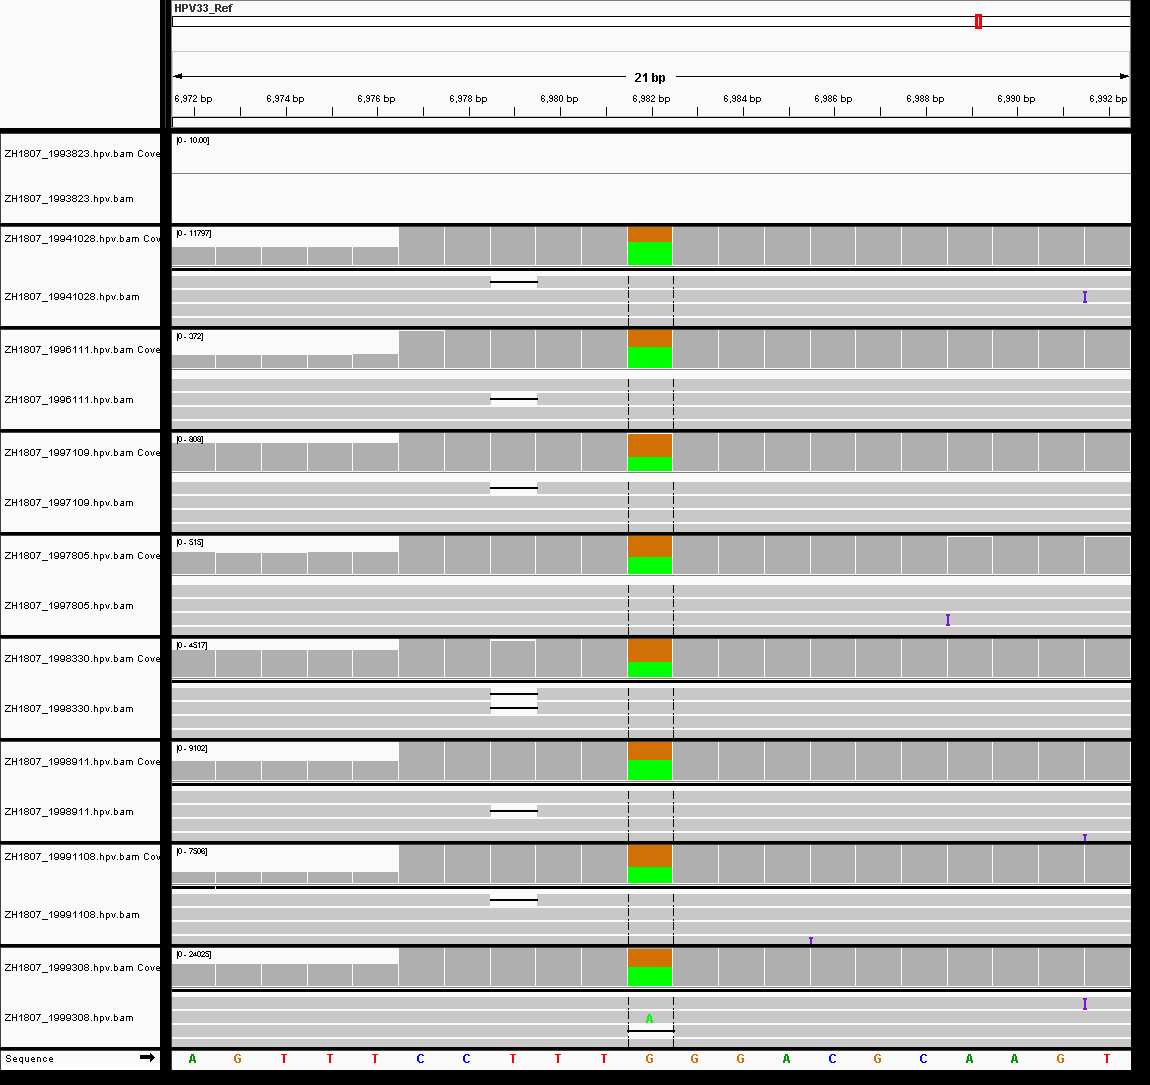 HPV33_Ref
21 bp
6,972 bp 6,974 bp 6,976 bp 6,978 bp 6,980 bp 6,982 bp 6,984 bp 6,986 bp 6,988 bp 6,990 bp 6,992 bp
[0 - 10.00]
ZH1807_1993823.hpv.bam Cove
ZH1807_1993823.hpv.bam
[0 - 11797]
ZH1807_19941028.hpv.bam Cov
ZH1807_19941028.hpv.bam
I
[0 - 372]
ZH1807_1996111.hpv.bam Cove
ZH1807_1996111.hpv.bam
[0 - 808]
ZH1807_1997109.hpv.bam Cove
ZH1807_1997109.hpv.bam
[0 - 515]
ZH1807_1997805.hpv.bam Cove
ZH1807_1997805.hpv.bam
I
[0 - 4517]
ZH1807_1998330.hpv.bam Cove
ZH1807_1998330.hpv.bam
[0 - 9102]
ZH1807_1998911.hpv.bam Cove
ZH1807_1998911.hpv.bam
[0 - 7506]
ZH1807_19991108.hpv.bam Cov
ZH1807_19991108.hpv.bam
[0 - 24025]
ZH1807_1999308.hpv.bam Cove
I
ZH1807_1999308.hpv.bam A
Sequence A G T T T C C T T T G G G A C G C A A G T